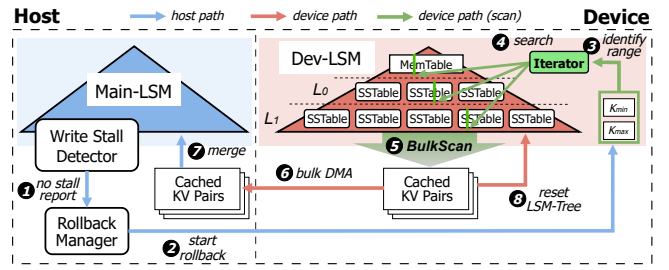 Host
host path
device path
device path (scan)
Device
Main-LSM
Dev-LSM
MemTable
L0
SSTable SSTable SSTable
L1
SSTable SSTable SSTable SSTable SSTable
4 search
Iterator
3 identify
range
Kmin
Kmax
Write Stall
Detector
1 no stall
report
Rollback
Manager
2 start
rollback
7 merge
Cached
KV Pairs
6 bulk DMA
5 BulkScan
Cached
KV Pairs
8 reset
LSM-Tree